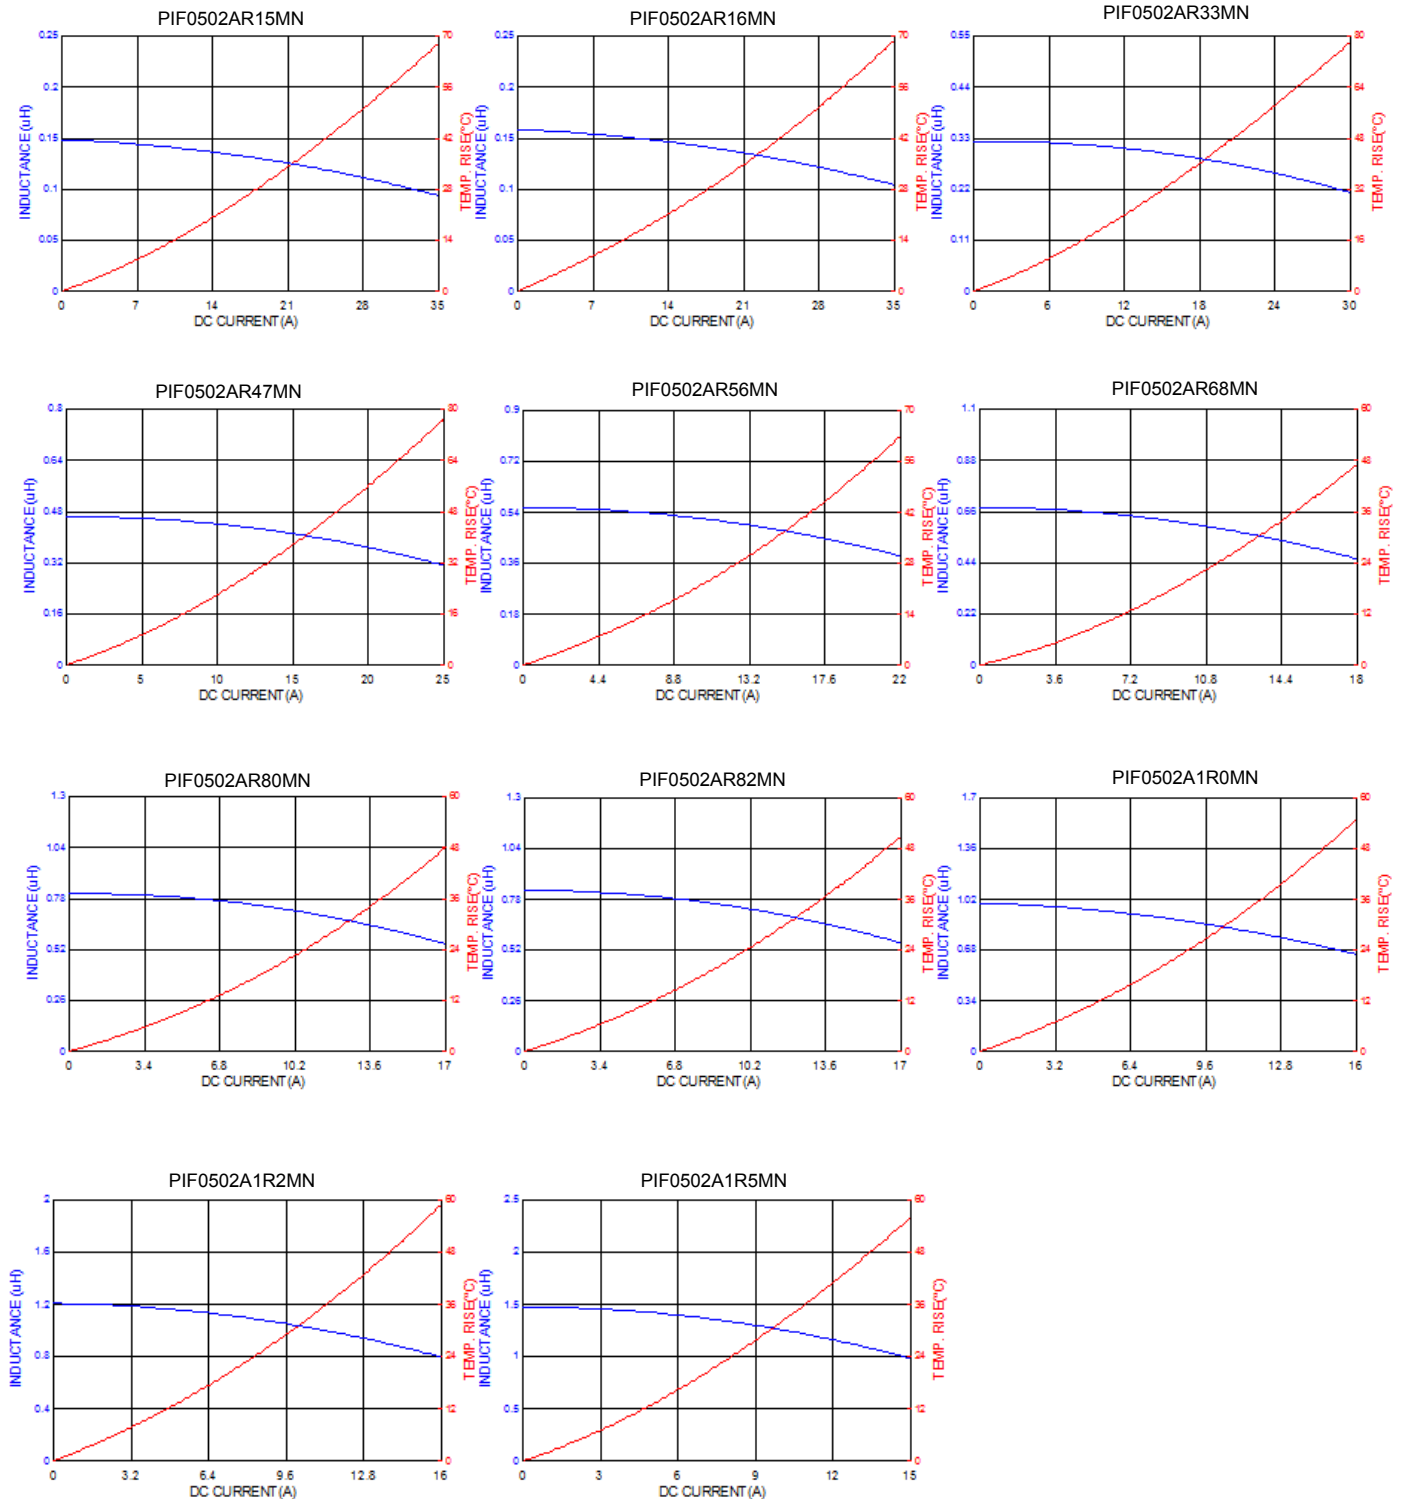 PIF0502AR15MN
PIF0502AR16MN
PIF0502AR33MN
0.25 0.2 0.15 0.1 0.05 0
INDUCTANCE(uH)
70 56 42 28 14 0
TEMP. RISE(°C)
0 7 14 21 28 35
DC CURRENT(A)
0.25 0.2 0.15 0.1 0.05 0
INDUCTANCE(uH)
70 56 42 28 14 0
TEMP. RISE(°C)
0 7 14 21 28 35
DC CURRENT(A)
0.55 0.44 0.33 0.22 0.11 0
INDUCTANCE(uH)
80 64 48 32 16 0
TEMP. RISE(°C)
0 6 12 18 24 30
DC CURRENT(A)
PIF0502AR47MN
PIF0502AR56MN
PIF0502AR68MN
0.8 0.64 0.48 0.32 0.16 0
INDUCTANCE(uH)
80 64 48 32 16 0
TEMP. RISE(°C)
0 5 10 15 20 25
DC CURRENT(A)
0.9 0.72 0.54 0.36 0.18 0
INDUCTANCE(uH)
70 56 42 28 14 0
TEMP. RISE(°C)
0 4.4 8.8 13.2 17.6 22
DC CURRENT(A)
1.1 0.88 0.66 0.44 0.22 0
INDUCTANCE(uH)
60 48 36 24 12 0
TEMP. RISE(°C)
0 3.6 7.2 10.8 14.4 18
DC CURRENT(A)
PIF0502AR80MN
PIF0502AR82MN
PIF0502A1R0MN
1.3 1.04 0.78 0.52 0.26 0
INDUCTANCE(uH)
60 48 36 24 12 0
TEMP. RISE(°C)
0 3.4 6.8 10.2 13.6 17
DC CURRENT(A)
1.3 1.04 0.78 0.52 0.26 0
INDUCTANCE(uH)
60 48 36 24 12 0
TEMP. RISE(°C)
0 3.4 6.8 10.2 13.6 17
DC CURRENT(A)
1.7 1.36 1.02 0.68 0.34 0
INDUCTANCE(uH)
60 48 36 24 12 0
TEMP. RISE(°C)
0 3.2 6.4 9.6 12.8 16
DC CURRENT(A)
PIF0502A1R2MN
PIF0502A1R5MN
2 1.6 1.2 0.8 0.4 0
INDUCTANCE(uH)
60 48 36 24 12 0
TEMP. RISE(°C)
0 3.2 6.4 9.6 12.8 16
DC CURRENT(A)
2.5 2 1.5 1 0.5 0
INDUCTANCE(uH)
60 48 36 24 12 0
TEMP. RISE(°C)
0 3 6 9 12 15
DC CURRENT(A)